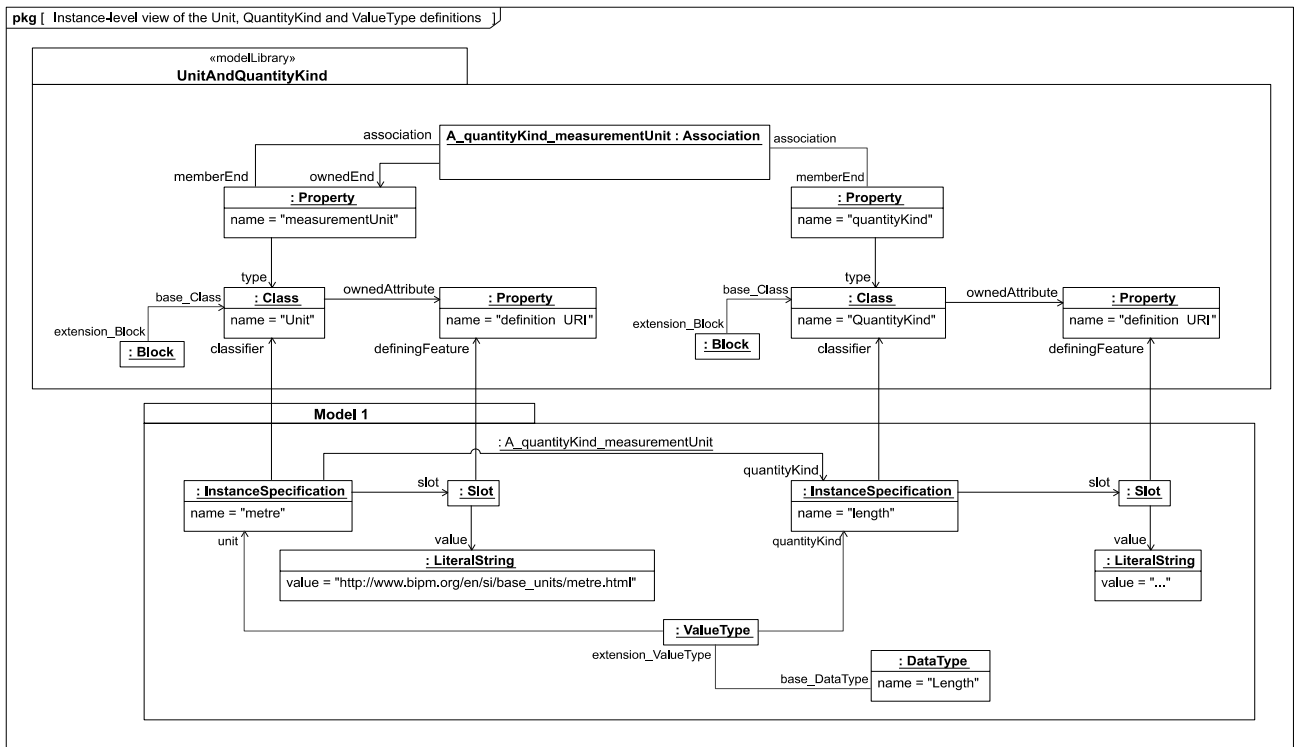 pkg [ Instance-level view of the Unit, QuantityKind and ValueType definitions ]
«modelLibrary»
UnitAndQuantityKind
association
A_quantityKind_measurementUnit : Association
association
memberEnd
ownedEnd
memberEnd
: Property
name = "measurementUnit"
: Property
name = "quantityKind"
type
type
base_Class
: Class
name = "Unit"
ownedAttribute
: Property
name = "definition URI"
base_Class
: Class
name = "QuantityKind"
ownedAttribute
: Property
name = "definition URI"
extension_Block
: Block
classifier
definingFeature
extension_Block
: Block
classifier
definingFeature
Model 1
: A_quantityKind_measurementUnit
quantityKind
: InstanceSpecification
name = "metre"
slot
: Slot
: InstanceSpecification
name = "length"
slot
: Slot
unit
value
quantityKind
value
: LiteralString
value = "http://www.bipm.org/en/si/base_units/metre.html"
: LiteralString
value = "..."
: ValueType
extension_ValueType
base_DataType
: DataType
name = "Length"